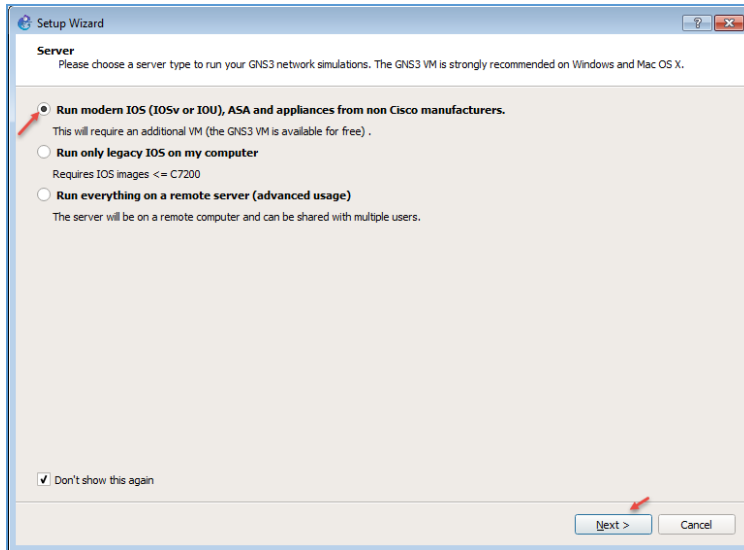 Setup Wizard
Server
Please choose a server type to run your GNS3 network simulations. The GNS3 VM is strongly recommended on Windows and Mac OS X.
Run modern IOS (IOSv or IOU), ASA and appliances from non Cisco manufacturers.
This will require an additional VM (the GNS3 VM is available for free) .
Run only legacy IOS on my computer
Requires IOS images <= C7200
Run everything on a remote server (advanced usage)
The server will be on a remote computer and can be shared with multiple users.
Don't show this again
Next >
Cancel